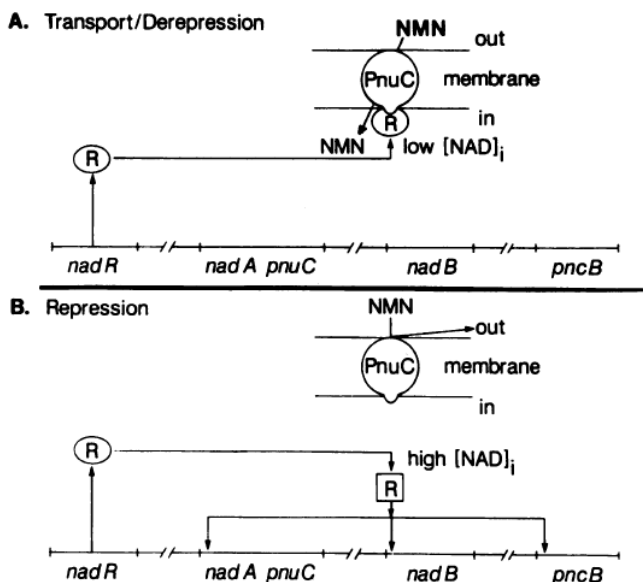 A. Transport/Derepression
NMN
out
PnuC
membrane
in
R
NMN
low [NAD]i
R
nadR
nadA pnuC
nadB
pncB
B. Repression
NMN
out
PnuC
membrane
in
R
high [NAD]i
R
nadR
nadA pnuC
nadB
pncB